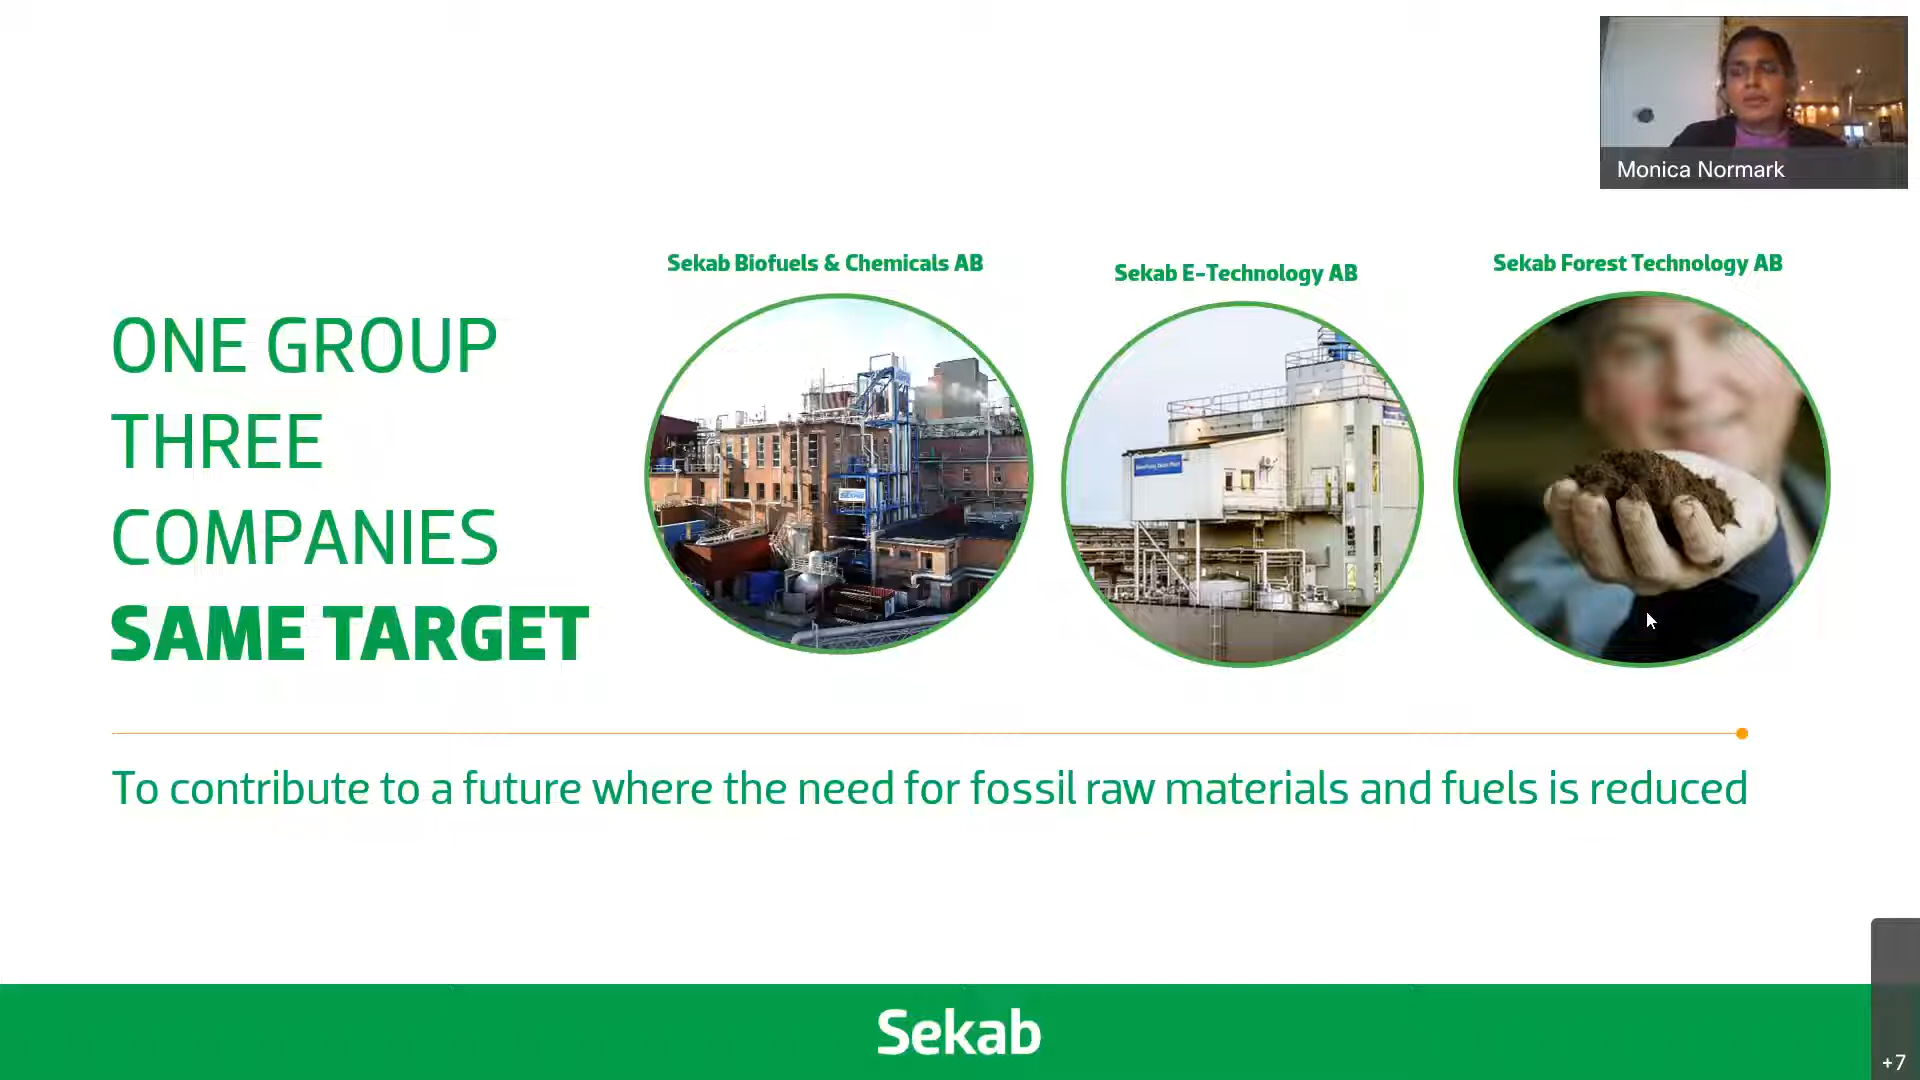 Monica Normark
Sekab Biofuels & Chemicals AB
Sekab E-Technology AB
Sekab Forest Technology AB
ONE GROUP
THREE
COMPANIES
SAME TARGET
To contribute to a future where the need for fossil raw materials and fuels is reduced
Sekab
+7